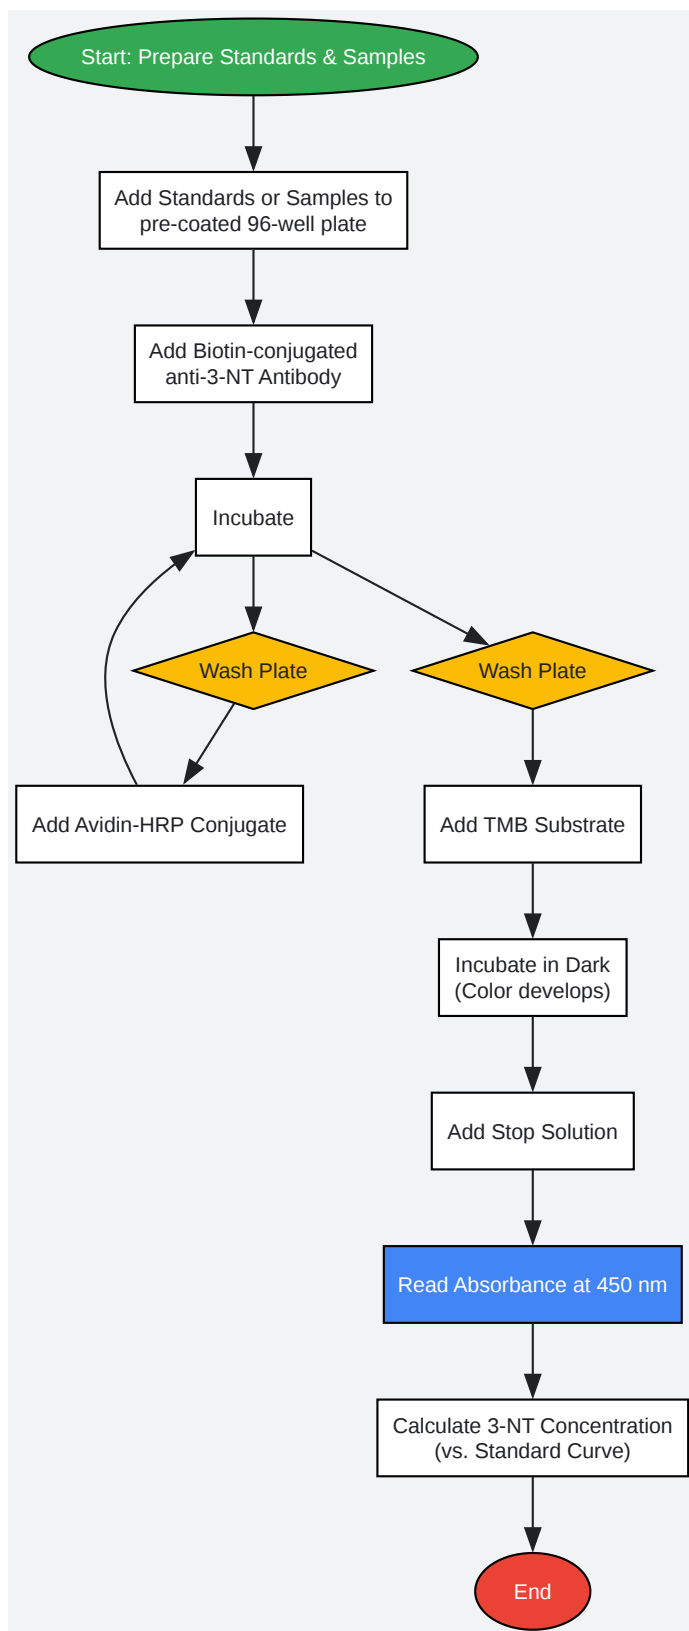 Start: Prepare Standards & Samples
Add Standards or Samples to
pre-coated 96-well plate
Add Biotin-conjugated
anti-3-NT Antibody
Incubate
Wash Plate
Wash Plate
Add Avidin-HRP Conjugate
Add TMB Substrate
Incubate in Dark
(Color develops)
Add Stop Solution
Read Absorbance at 450 nm
Calculate 3-NT Concentration
(vs. Standard Curve)
End